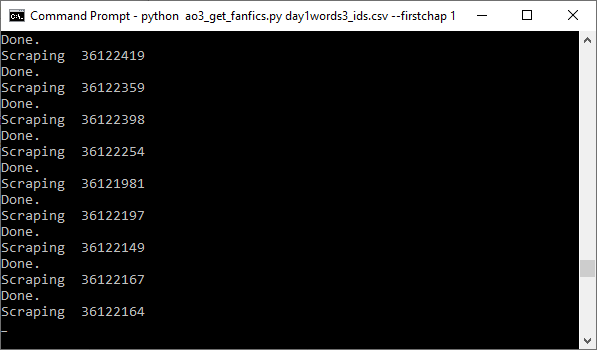 Command Prompt - python  ao3_get_fanfics.py day1words3_ids.csv --firstchap 1
Done.
Scraping  36122419
Done.
Scraping  36122359
Done.
Scraping  36122398
Done.
Scraping  36122254
Done.
Scraping  36121981
Done.
Scraping  36122197
Done.
Scraping  36122149
Done.
Scraping  36122167
Done.
Scraping  36122164
_